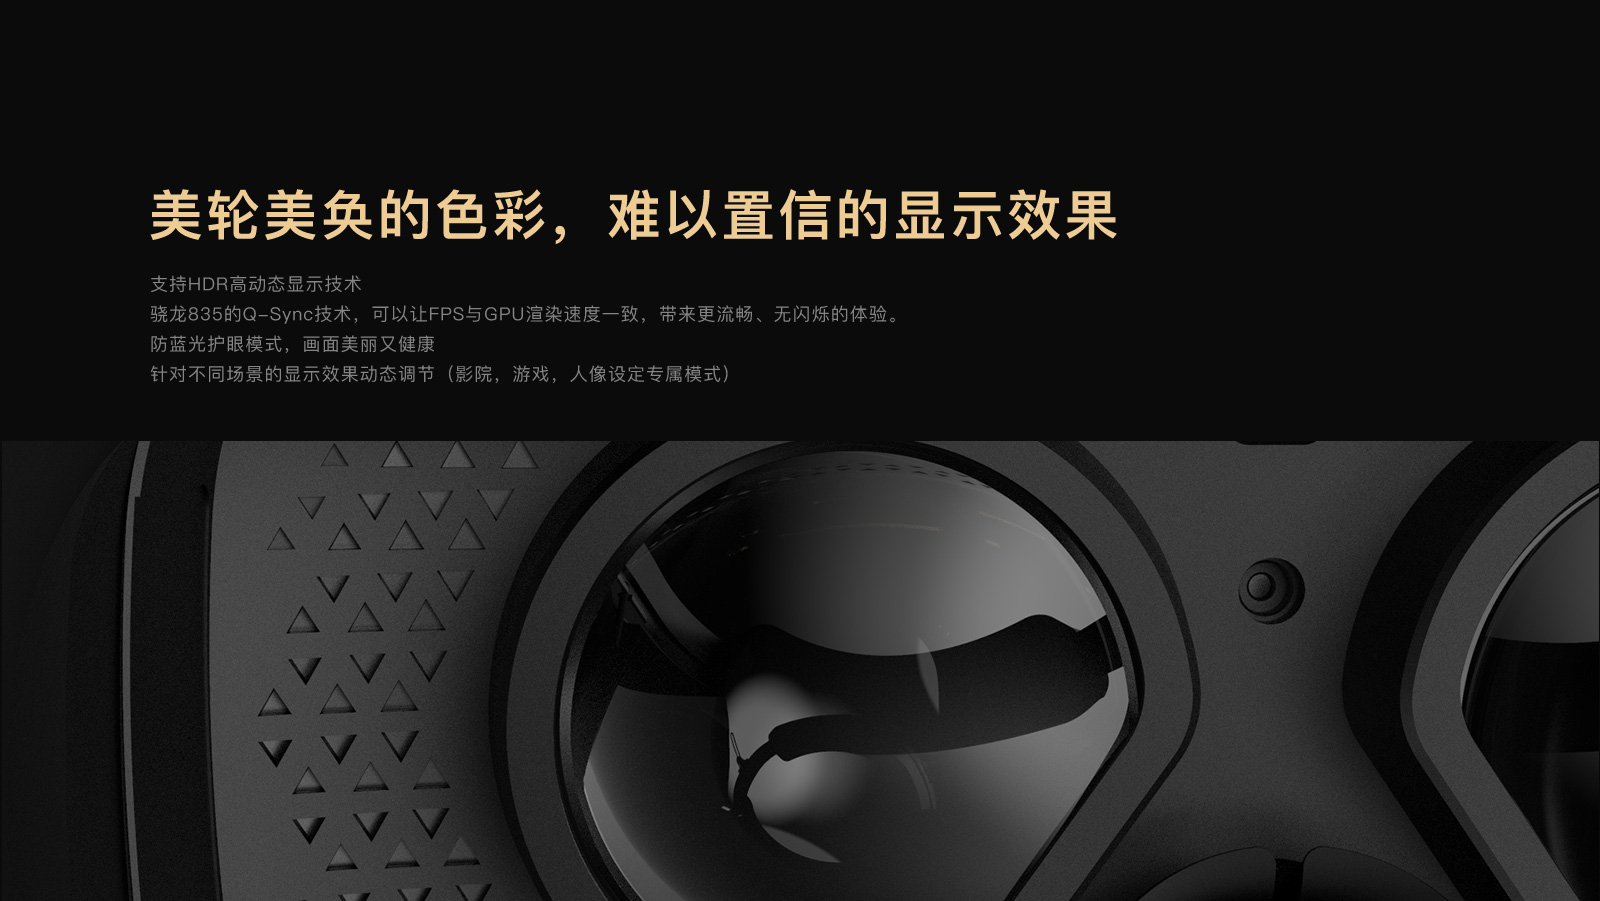 美轮美奂的色彩，难以置信的显示效果
支持HDR高动态显示技术
骁龙835的Q-Sync技术，可以让FPS与GPU渲染速度一致，带来更流畅、无闪烁的体验。
防蓝光护眼模式，画面美丽又健康
针对不同场景的显示效果动态调节（影院，游戏，人像设定专属模式）